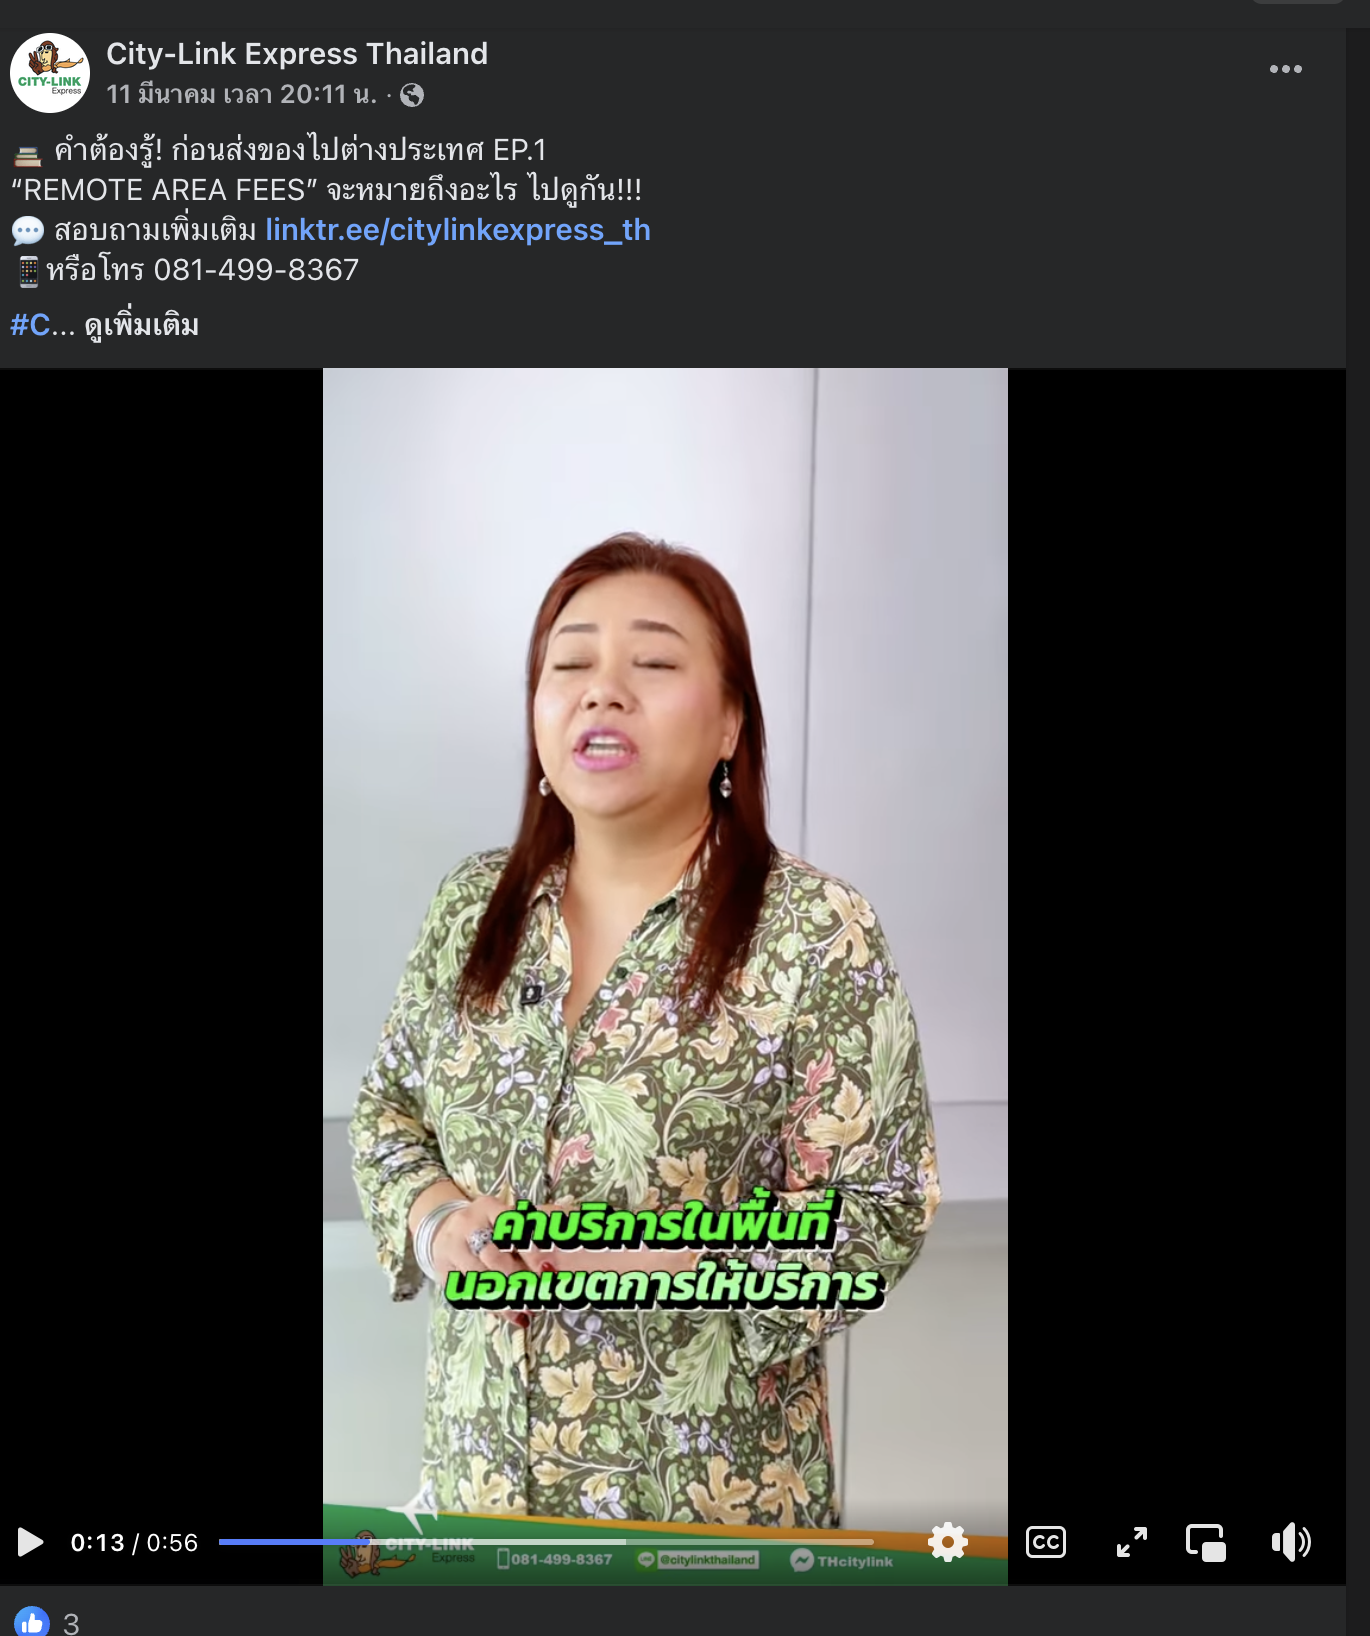 City-Link Express Thailand
11 มีนาคม เวลา 20:11 น. ·
CITY-LINK
Express
คำต้องรู้! ก่อนส่งของไปต่างประเทศ EP.1
“REMOTE AREA FEES” จะหมายถึงอะไร ไปดูกัน!!!
สอบถามเพิ่มเติม linktr.ee/citylinkexpress_th
หรือโทร 081-499-8367
#C... ดูเพิ่มเติม
ค่าบริการในพื้นที่
นอกเขตการให้บริการ
0:13 / 0:56
CITY-LINK
Express
081-499-8367
LINE
@citylinkthailand
THcitylink
CC
3